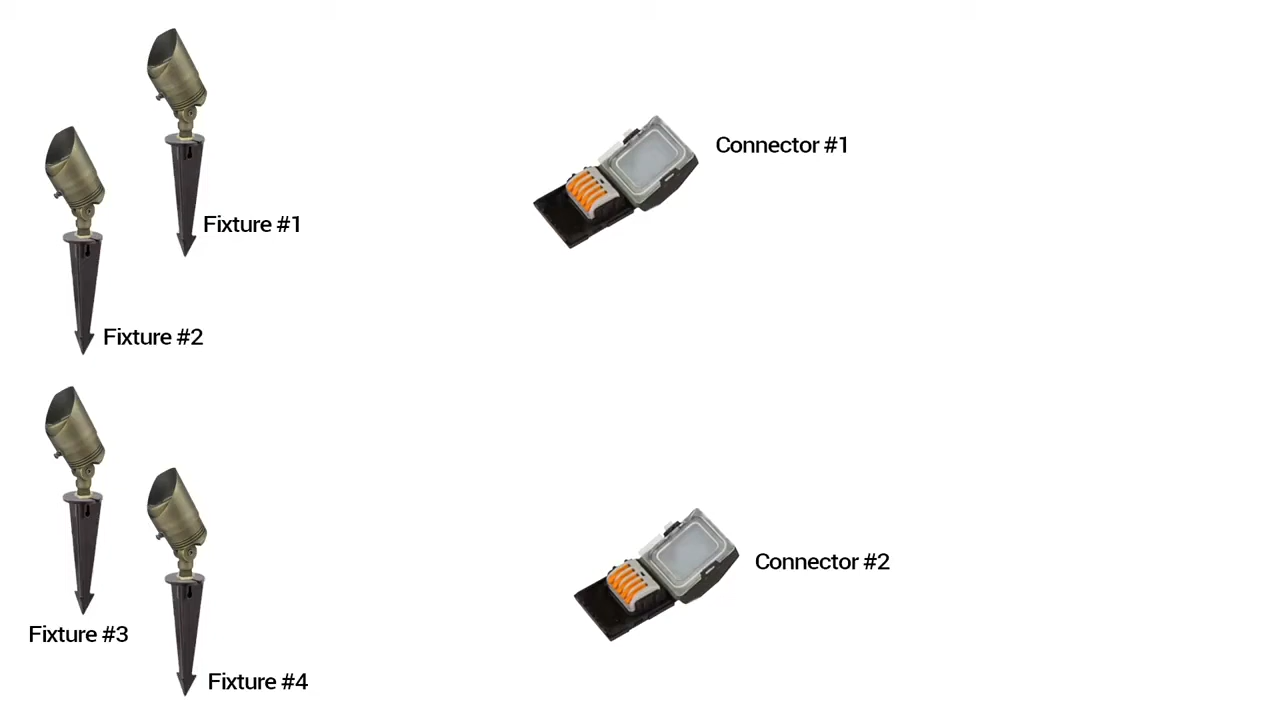 Connector #1
Fixture #1
Fixture #2
Connector #2
Fixture #3
Fixture #4